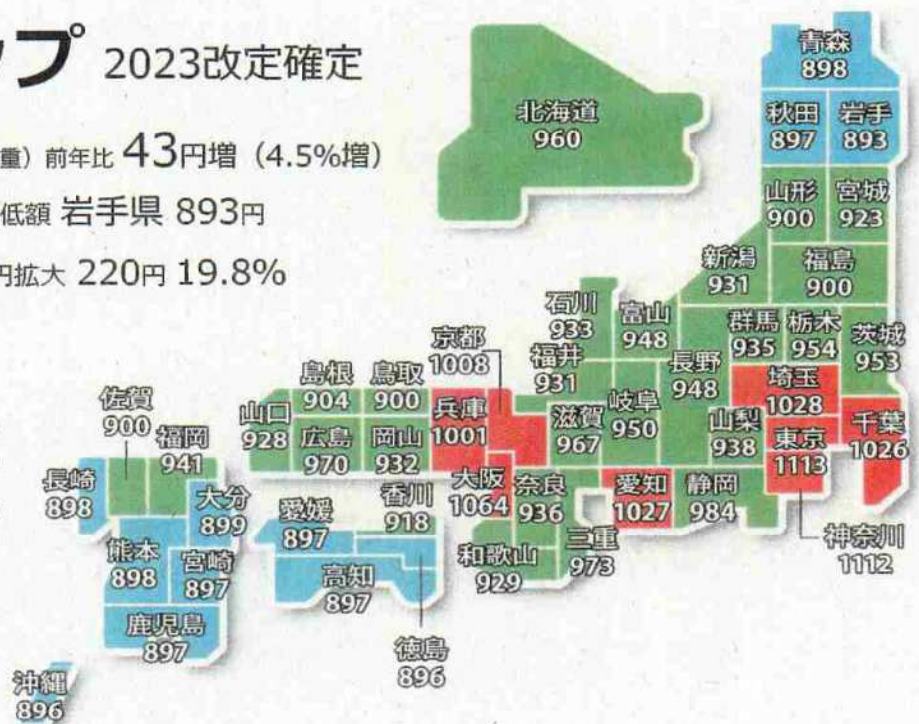 ップ 2023改定確定
量）前年比 43円増（4.5%増）
低額 岩手県 893円
円拡大 220円 19.8%
北海道
960
青森
898
秋田
897
岩手
893
山形
900
宮城
923
新潟
931
福島
900
石川
933
富山
948
群馬
935
栃木
954
茨城
953
京都
1008
福井
931
長野
948
埼玉
1028
千葉
1026
島根
904
鳥取
900
兵庫
1001
滋賀
967
岐阜
950
山梨
938
東京
1113
佐賀
900
山口
928
広島
970
岡山
932
福岡
941
長崎
898
大分
899
香川
918
大阪
1064
奈良
936
愛知
1027
静岡
984
神奈川
1112
愛媛
897
熊本
898
宮崎
897
高知
897
和歌山
929
三重
973
鹿児島
897
徳島
896
沖縄
896